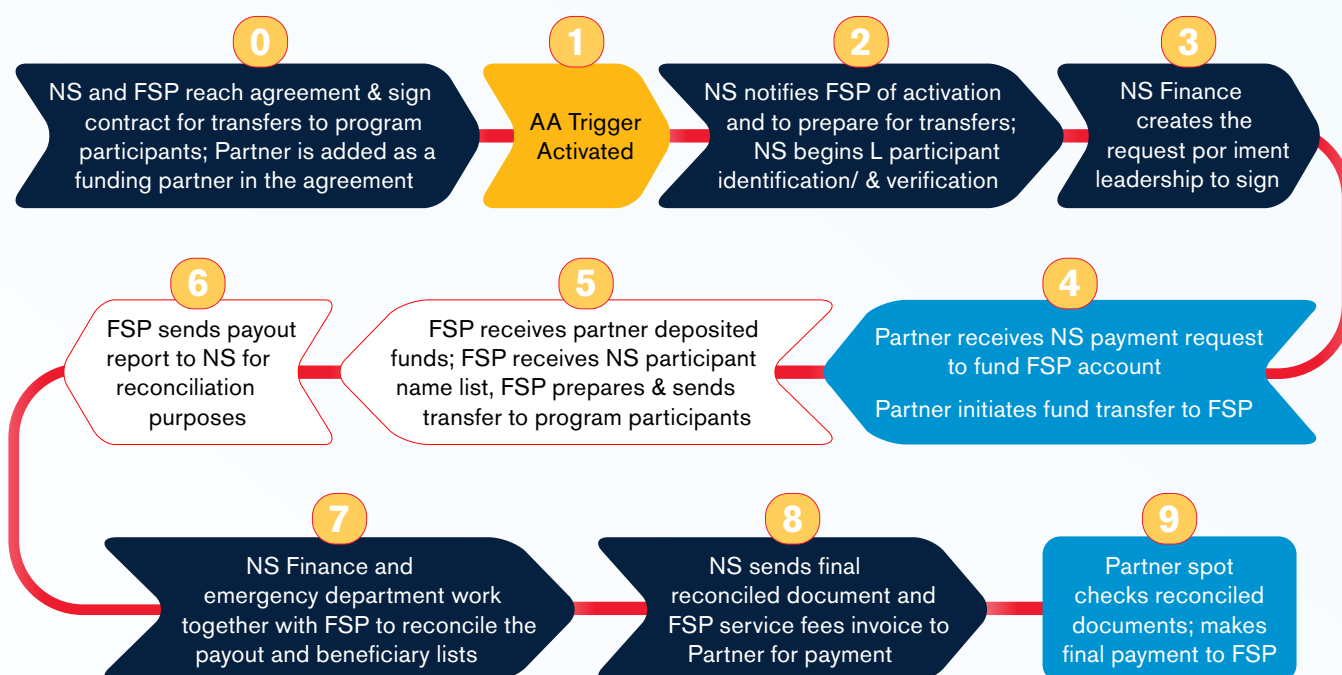 0
NS and FSP reach agreement & sign
contract for transfers to program
participants; Partner is added as a
funding partner in the agreement
1
AA Trigger
Activated
2
NS notifies FSP of activation
and to prepare for transfers;
NS begins L participant
identification/ & verification
3
NS Finance
creates the
request por iment
leadership to sign
4
Partner receives NS payment request
to fund FSP account
Partner initiates fund transfer to FSP
5
FSP receives partner deposited
funds; FSP receives NS participant
name list, FSP prepares & sends
transfer to program participants
6
FSP sends payout
report to NS for
reconciliation
purposes
7
NS Finance and
emergency department work
together with FSP to reconcile the
payout and beneficiary lists
8
NS sends final
reconciled document and
FSP service fees invoice to
Partner for payment
9
Partner spot
checks reconciled
documents; makes
final payment to FSP